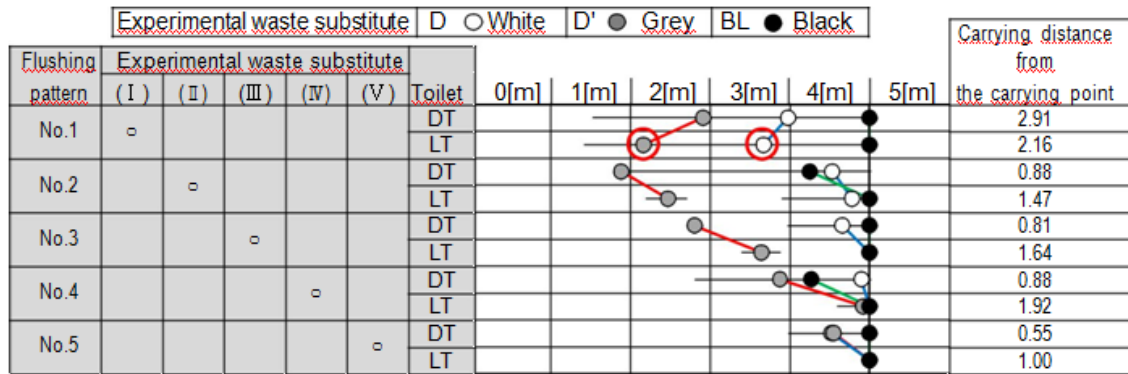 Experimental waste substitute D ○ White D' ● Grey BL ● Black
Carrying distance from the carrying point
Flushing pattern Experimental waste substitute Toilet 0[m] 1[m] 2[m] 3[m] 4[m] 5[m]
(Ⅰ) (Ⅱ) (Ⅲ) (Ⅳ) (Ⅴ)
No.1 ○ DT 2.91
LT 2.16
No.2 ○ DT 0.88
LT 1.47
No.3 ○ DT 0.81
LT 1.64
No.4 ○ DT 0.88
LT 1.92
No.5 ○ DT 0.55
LT 1.00